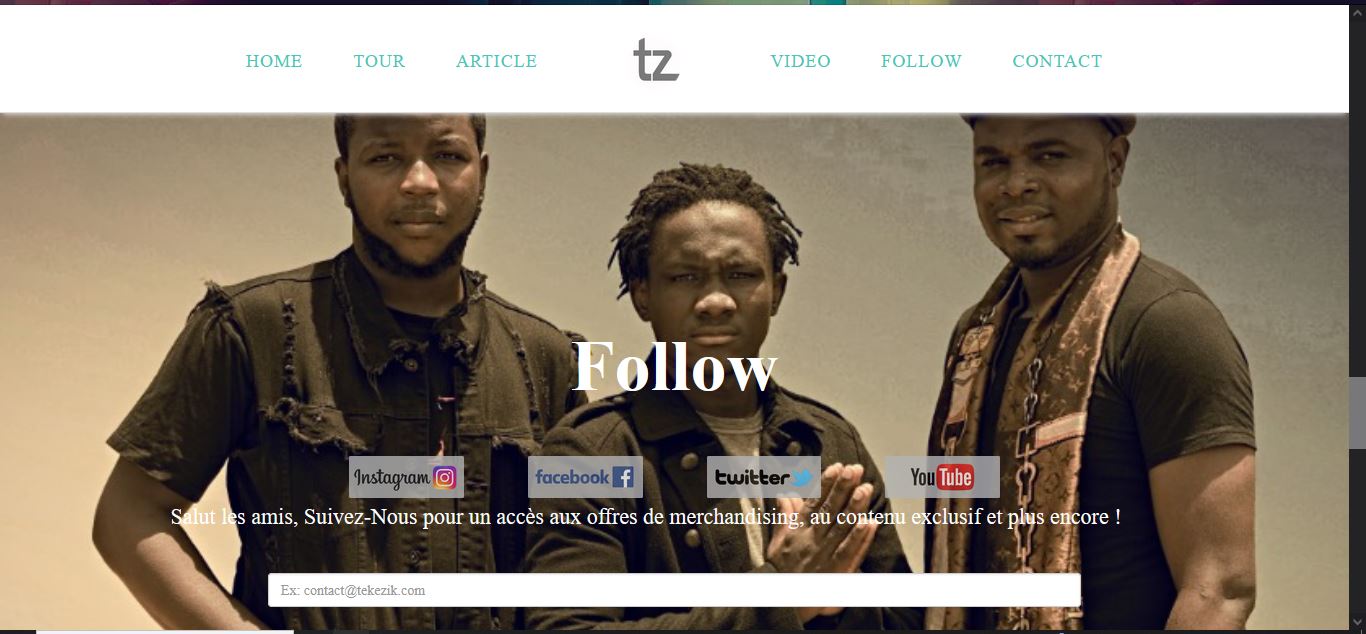 HOME TOUR ARTICLE tz VIDEO FOLLOW CONTACT
Follow
Instagram facebook twitter YouTube
Salut les amis, Suivez-Nous pour un accès aux offres de merchandising, au contenu exclusif et plus encore !
Ex: contact@tekezik.com